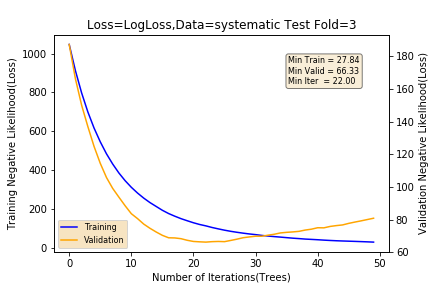 Loss=LogLoss,Data=systematic Test Fold=3
Training Negative Likelihood(Loss)
1000
800
600
400
200
0
Min Train = 27.84
Min Valid = 66.33
Min Iter = 22.00
Training
Validation
180
160
140
120
100
80
60
Validation Negative Likelihood(Loss)
0 10 20 30 40 50
Number of Iterations(Trees)